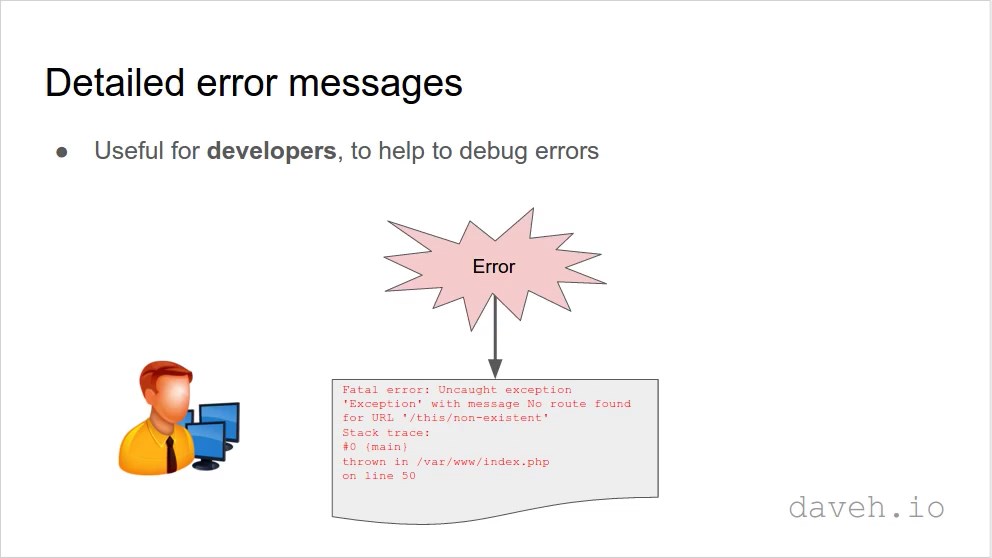 Detailed error messages
● Useful for developers, to help to debug errors
Error
Fatal error: Uncaught exception
'Exception' with message No route found
for URL '/this/non-existent'
Stack trace:
#0 {main}
thrown in /var/www/index.php
on line 50
daveh.io